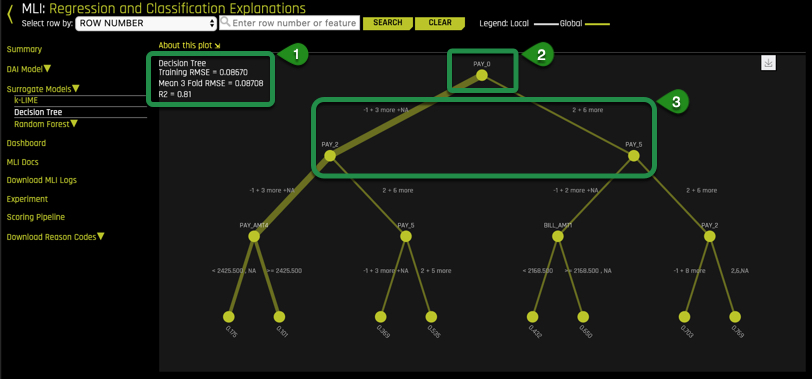 MLI: Regression and Classification Explanations
Select row by: ROW NUMBER Enter row number or feature SEARCH CLEAR Legend: Local Global
Summary
DAI Model
Surrogate Models
k-LIME
Decision Tree
Random Forest
Dashboard
MLI Docs
Download MLI Logs
Experiment
Scoring Pipeline
Download Reason Codes
About this plot
1
Decision Tree
Training RMSE = 0.08670
Mean 3 Fold RMSE = 0.08708
R2 = 0.81
2
PAY_0
3
-1 + 3 more +NA 2 + 6 more
PAY_2 PAY_5
-1 + 3 more +NA 2 + 6 more -1 + 2 more +NA 2 + 6 more
PAY_AMT4 PAY_5 BILL_AMT1 PAY_2
< 2425.500 , NA >= 2425.500 -1 + 3 more +NA 2 + 5 more < 2168.500 >= 2168.500 , NA -1 + 8 more 2,6,NA
0.175 0.101 0.369 0.535 0.432 0.650 0.703 0.769